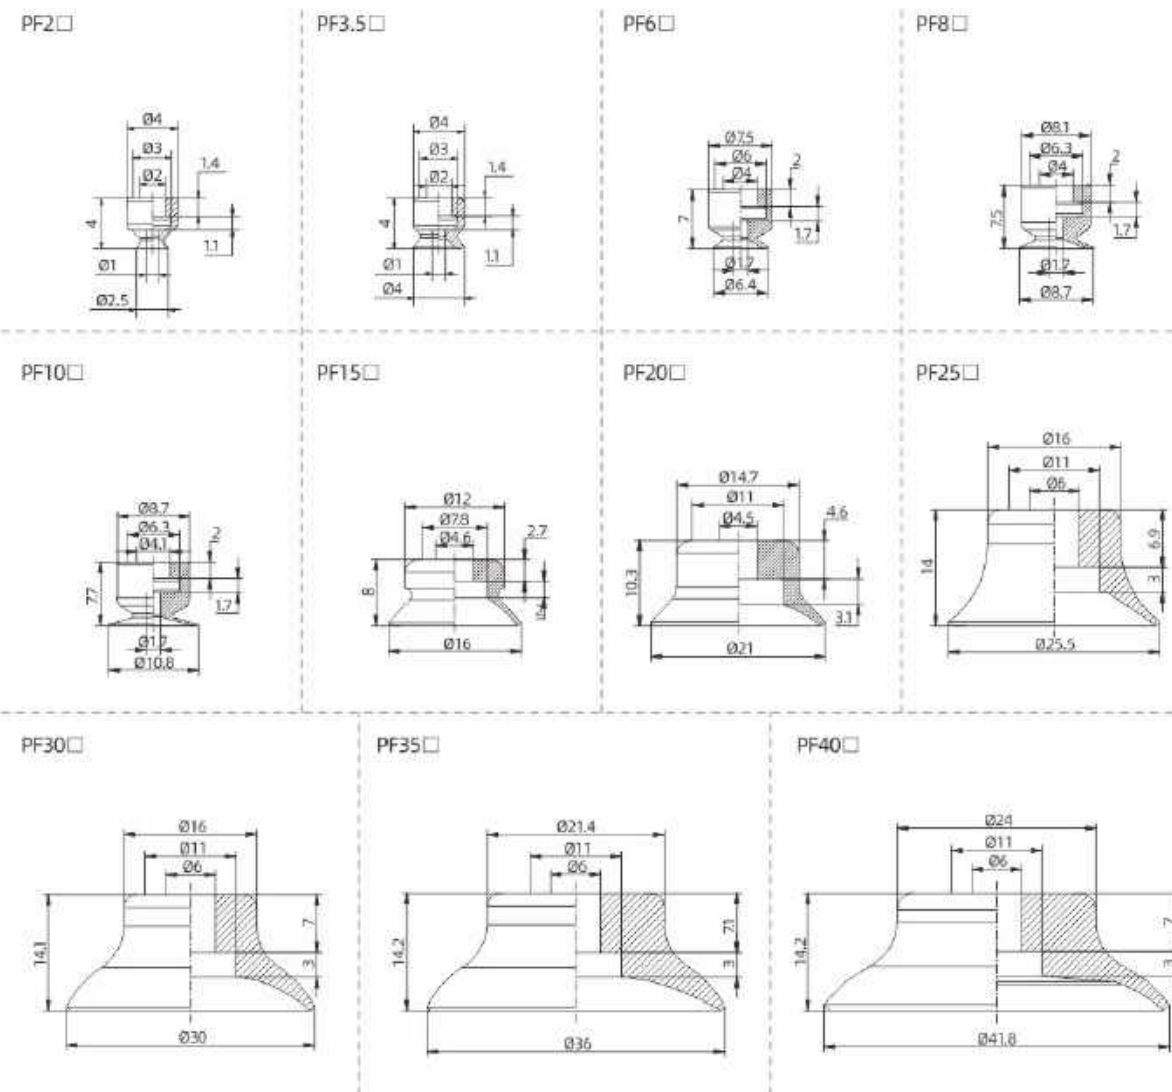 PF2□
Ø4
Ø3
Ø2
1.4
4
1.1
Ø1
Ø2.5
PF3.5□
Ø4
Ø3
Ø2
1.4
4
1.1
Ø1
Ø4
PF6□
Ø7.5
Ø6
Ø4
2
7
1.7
Ø1.7
Ø6.4
PF8□
Ø8.1
Ø6.3
Ø4
2
7.5
1.7
Ø1.7
Ø8.7
PF10□
Ø8.7
Ø6.3
Ø4.1
2
7.7
1.7
Ø1.7
Ø10.8
PF15□
Ø12
Ø7.8
Ø4.6
2.7
8
Ø16
PF20□
Ø14.7
Ø11
Ø4.5
4.6
10.3
3.1
Ø21
PF25□
Ø16
Ø11
Ø6
6.9
14
3
Ø25.5
PF30□
Ø16
Ø11
Ø6
7
14.1
3
Ø30
PF35□
Ø21.4
Ø11
Ø6
7.1
14.2
3
Ø36
PF40□
Ø24
Ø11
Ø6
7
14.2
3
Ø41.8